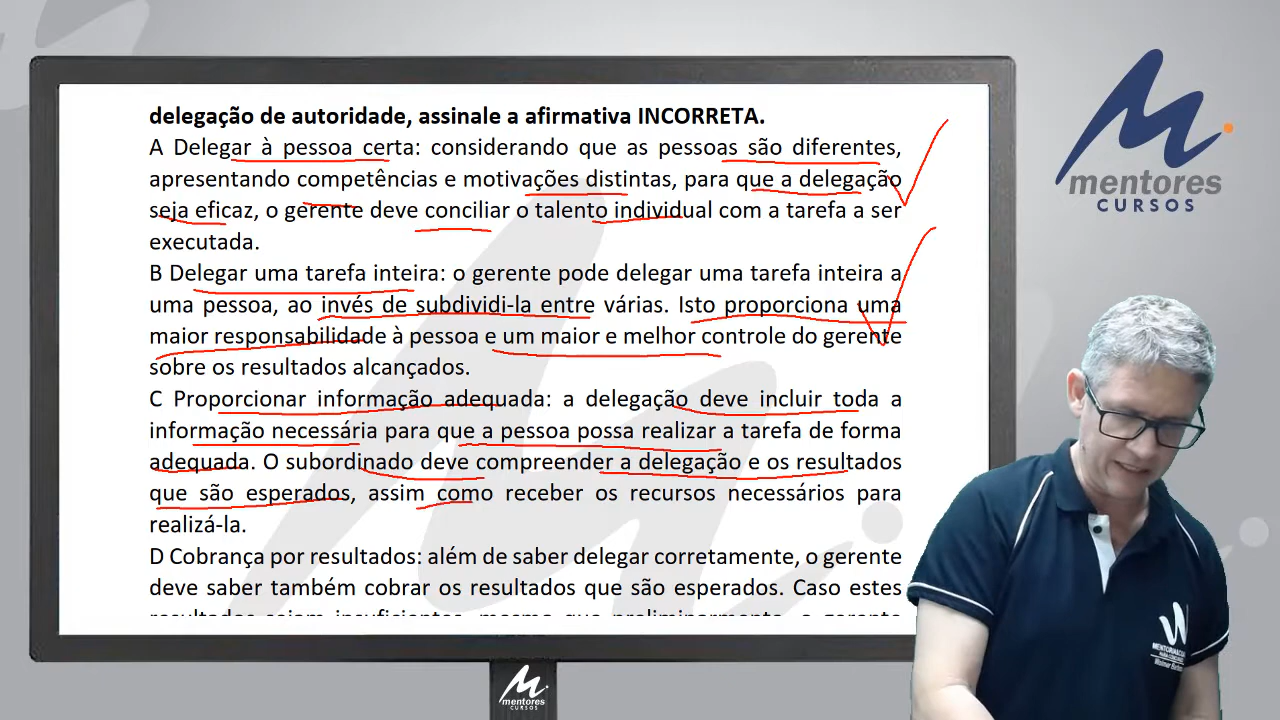 delegação de autoridade, assinale a afirmativa INCORRETA.
A Delegar à pessoa certa: considerando que as pessoas são diferentes,
apresentando competências e motivações distintas, para que a delegação
seja eficaz, o gerente deve conciliar o talento individual com a tarefa a ser
executada.
B Delegar uma tarefa inteira: o gerente pode delegar uma tarefa inteira a
uma pessoa, ao invés de subdividi-la entre várias. Isto proporciona uma
maior responsabilidade à pessoa e um maior e melhor controle do gerente
sobre os resultados alcançados.
C Proporcionar informação adequada: a delegação deve incluir toda a
informação necessária para que a pessoa possa realizar a tarefa de forma
adequada. O subordinado deve compreender a delegação e os resultados
que são esperados, assim como receber os recursos necessários para
realizá-la.
D Cobrança por resultados: além de saber delegar corretamente, o gerente
deve saber também cobrar os resultados que são esperados. Caso estes
mentores
CURSOS
mentores
CURSOS